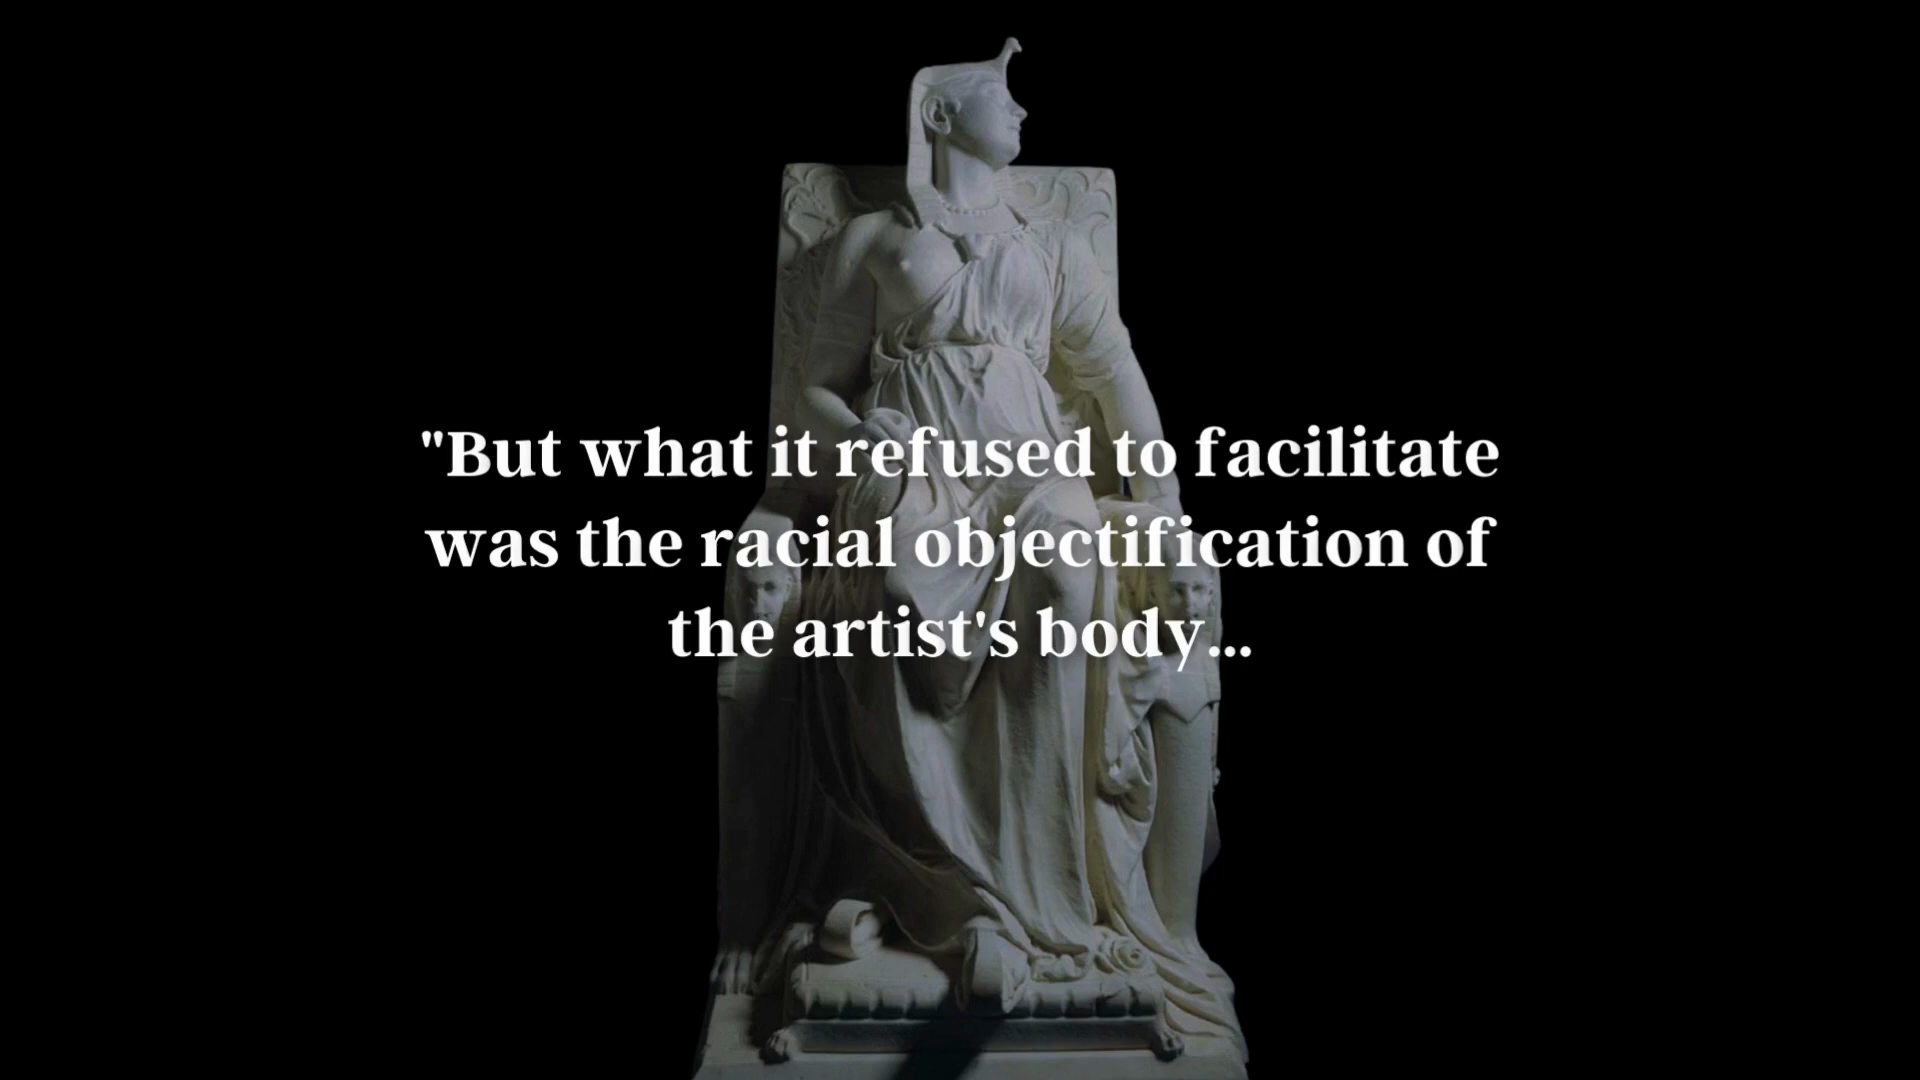 "But what it refused to facilitate
was the racial objectification of
the artist's body...